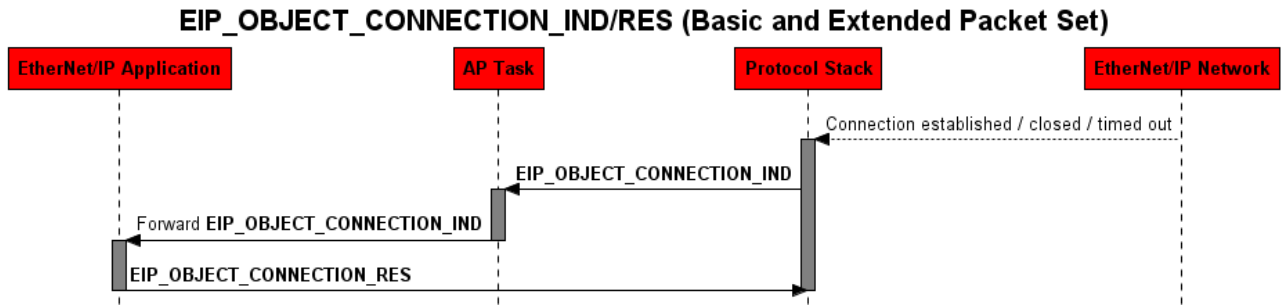 EIP_OBJECT_CONNECTION_IND/RES (Basic and Extended Packet Set)
EtherNet/IP Application
AP Task
Protocol Stack
EtherNet/IP Network
Connection established / closed / timed out
EIP_OBJECT_CONNECTION_IND
Forward EIP_OBJECT_CONNECTION_IND
EIP_OBJECT_CONNECTION_RES